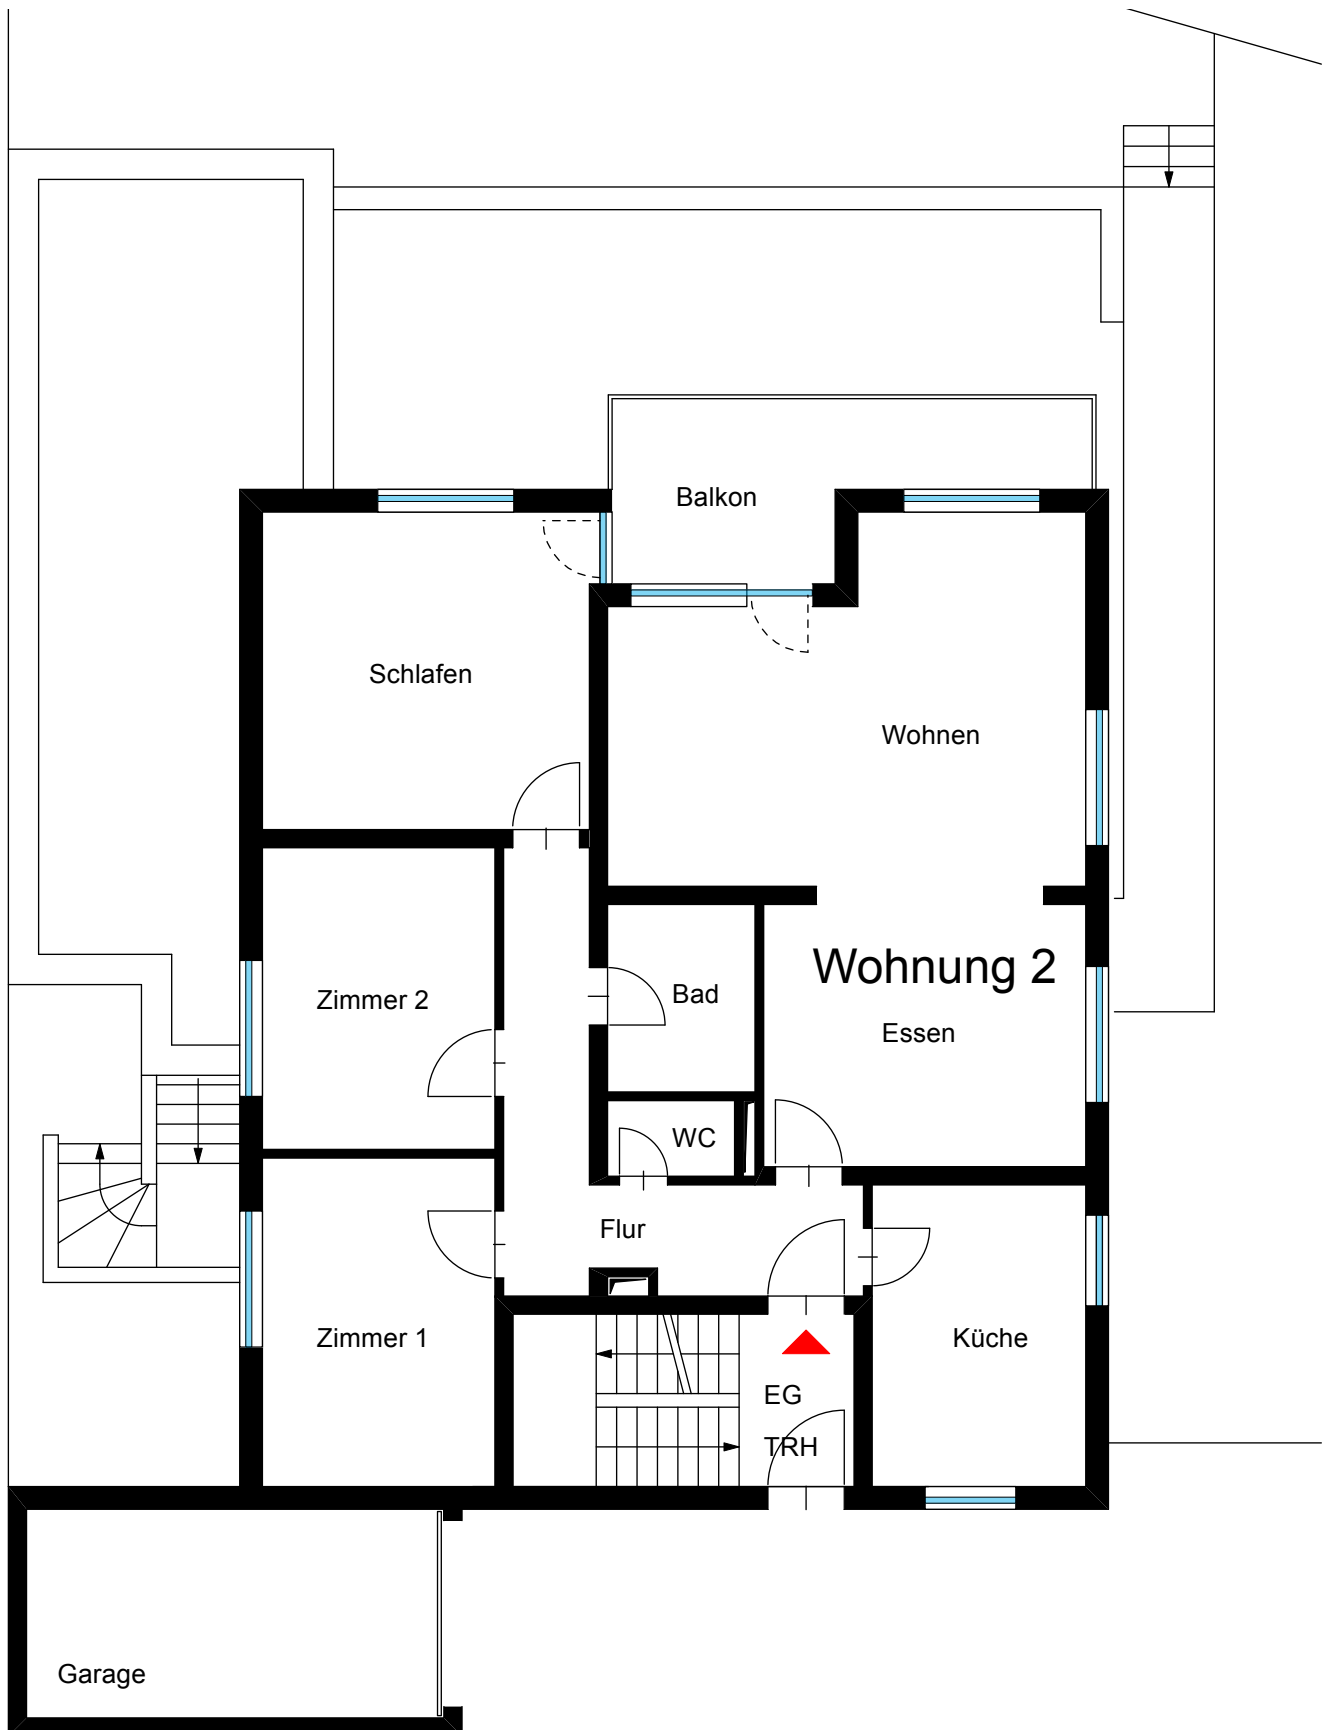 Balkon
Schlafen
Wohnen
Wohnung 2
Zimmer 2
Bad
Essen
WC
Flur
Zimmer 1
Küche
EG
TRH
Garage